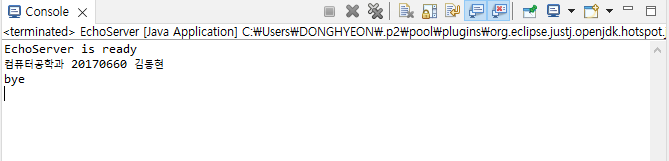 Console
<terminated> EchoServer [Java Application] C:₩Users₩DONGHYEON₩.p2₩pool₩plugins₩org.eclipse.justj.openjdk.hotspot.
EchoServer is ready
컴퓨터공학과 20170660 김동현
bye